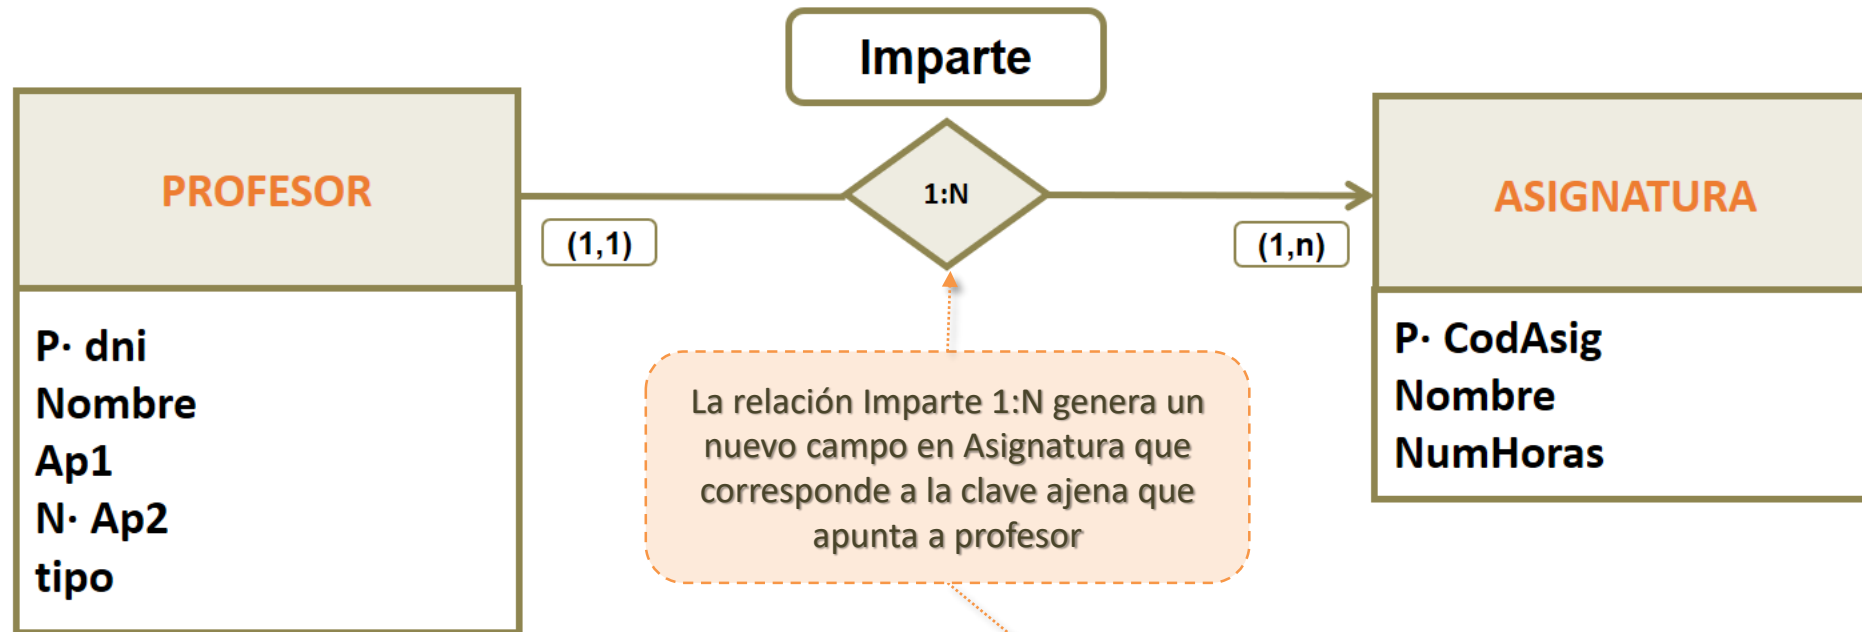 Imparte
PROFESOR
1:N
ASIGNATURA
(1,1)
(1,n)
P· dni
Nombre
Ap1
N· Ap2
tipo
La relación Imparte 1:N genera un
nuevo campo en Asignatura que
corresponde a la clave ajena que
apunta a profesor
P· CodAsig
Nombre
NumHoras